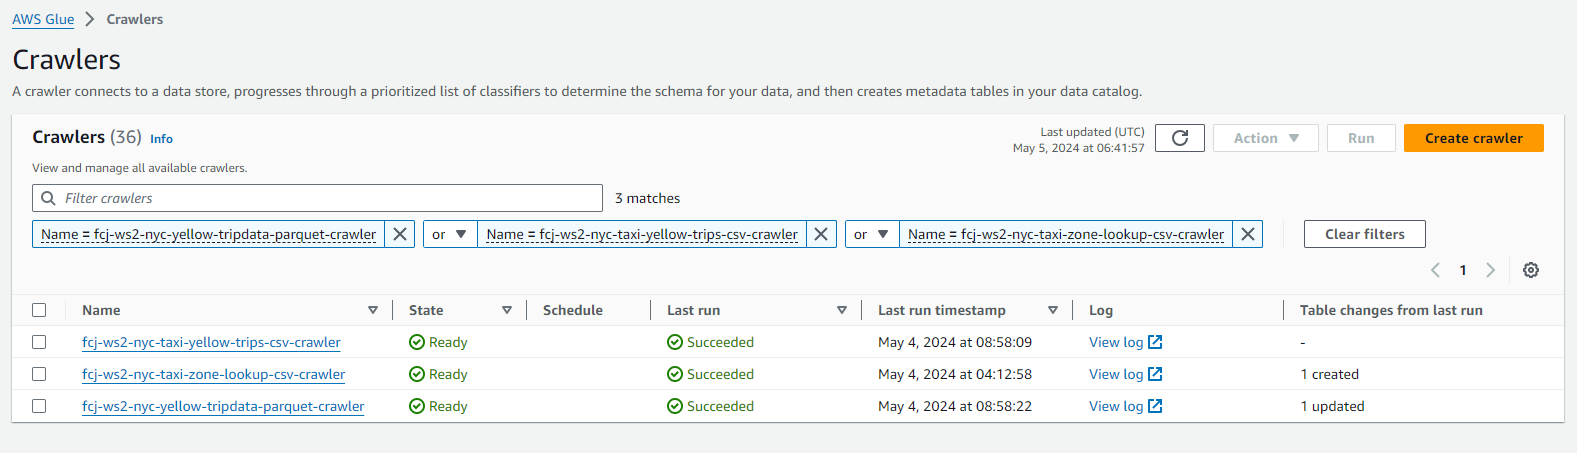 AWS Glue > Crawlers
Crawlers
A crawler connects to a data store, progresses through a prioritized list of classifiers to determine the schema for your data, and then creates metadata tables in your data catalog.
Crawlers (36) Info
Last updated (UTC)
May 5, 2024 at 06:41:57
Action
Run
Create crawler
View and manage all available crawlers.
Filter crawlers
3 matches
Name = fcj-ws2-nyc-yellow-tripdata-parquet-crawler or Name = fcj-ws2-nyc-taxi-yellow-trips-csv-crawler or Name = fcj-ws2-nyc-taxi-zone-lookup-csv-crawler Clear filters
1
Name State Schedule Last run Last run timestamp Log Table changes from last run
fcj-ws2-nyc-taxi-yellow-trips-csv-crawler Ready Succeeded May 4, 2024 at 08:58:09 View log -
fcj-ws2-nyc-taxi-zone-lookup-csv-crawler Ready Succeeded May 4, 2024 at 04:12:58 View log 1 created
fcj-ws2-nyc-yellow-tripdata-parquet-crawler Ready Succeeded May 4, 2024 at 08:58:22 View log 1 updated